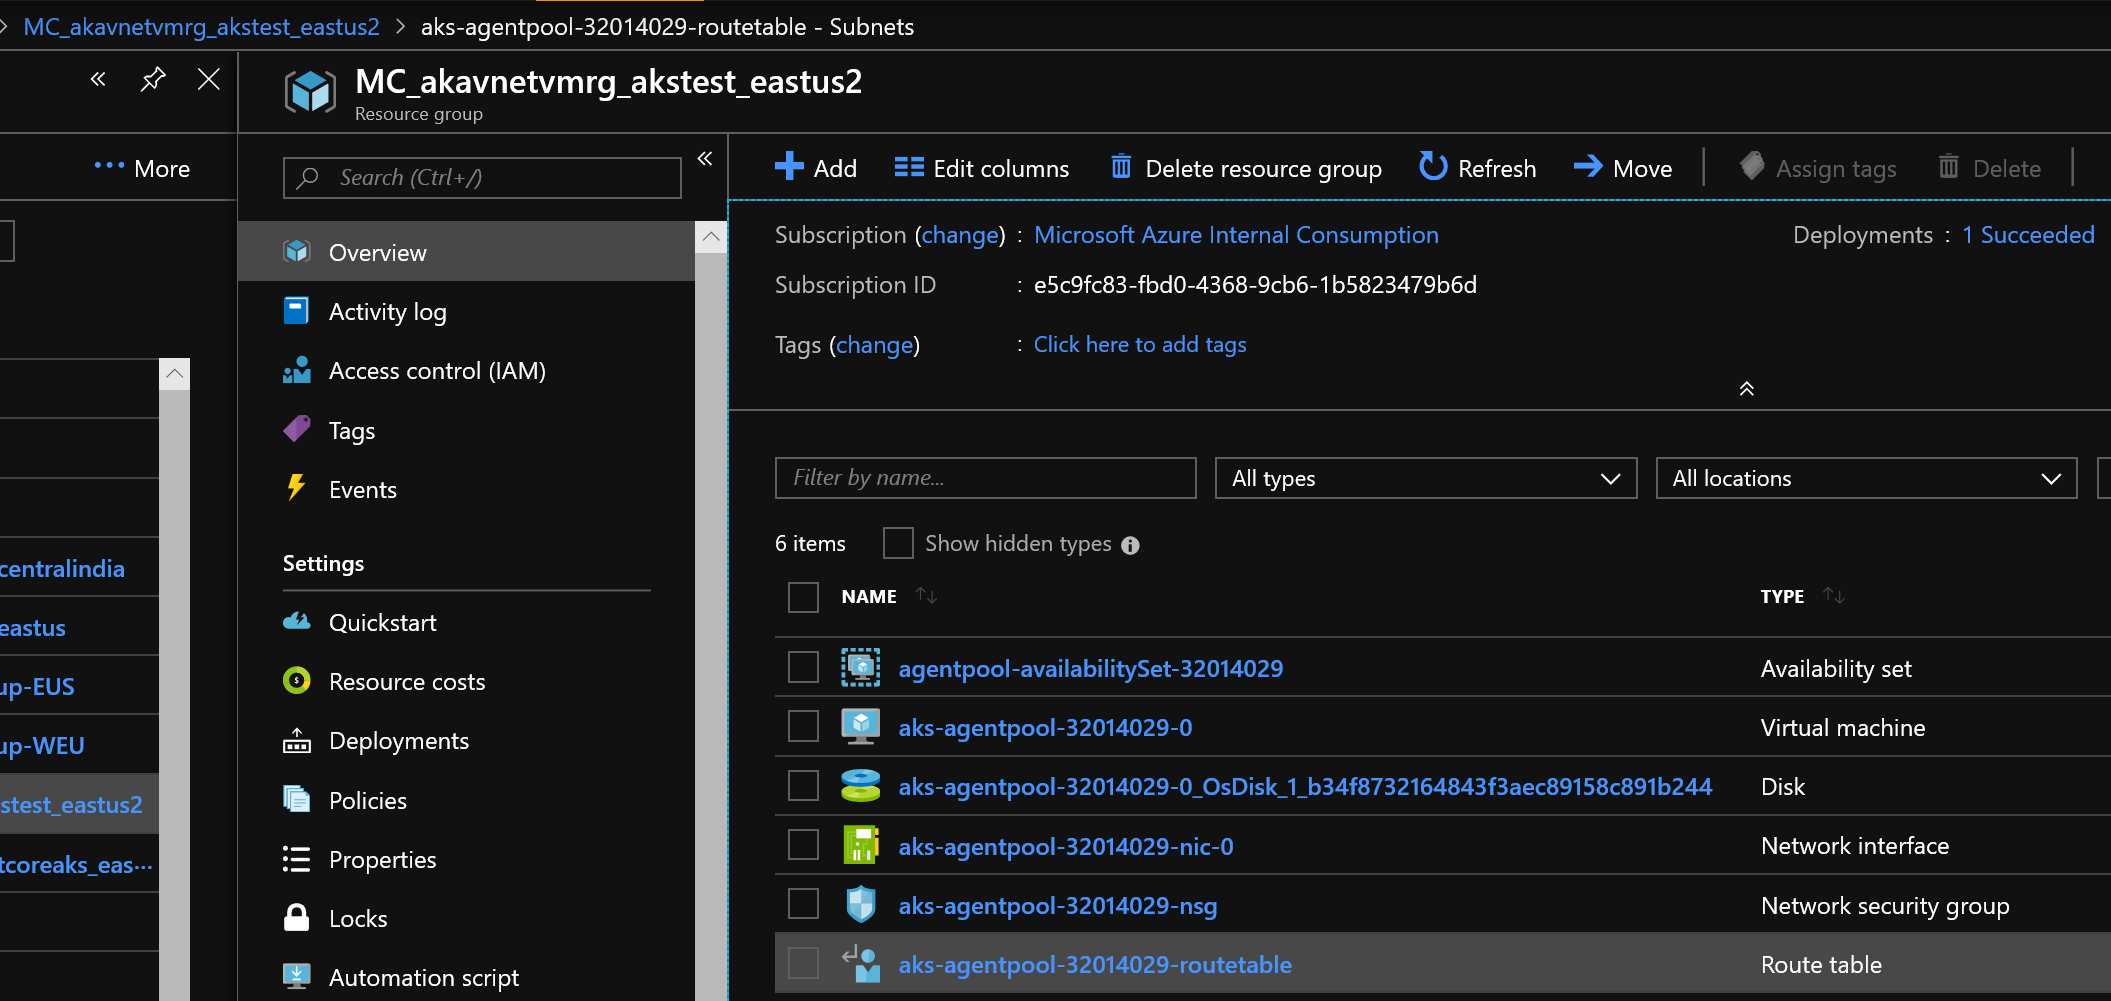 MC_akavnetvmrg_akstest_eastus2 > aks-agentpool-32014029-routetable - Subnets
MC_akavnetvmrg_akstest_eastus2
Resource group
More
centralindia
eastus
up-EUS
up-WEU
stest_eastus2
tcoreaks_eas...
Search (Ctrl+/)
Overview
Activity log
Access control (IAM)
Tags
Events
Settings
Quickstart
Resource costs
Deployments
Policies
Properties
Locks
Automation script
Add Edit columns Delete resource group Refresh Move Assign tags Delete
Subscription (change) : Microsoft Azure Internal Consumption Deployments : 1 Succeeded
Subscription ID : e5c9fc83-fbd0-4368-9cb6-1b5823479b6d
Tags (change) : Click here to add tags
Filter by name... All types All locations
6 items Show hidden types
NAME TYPE
agentpool-availabilitySet-32014029 Availability set
aks-agentpool-32014029-0 Virtual machine
aks-agentpool-32014029-0_OsDisk_1_b34f8732164843f3aec89158c891b244 Disk
aks-agentpool-32014029-nic-0 Network interface
aks-agentpool-32014029-nsg Network security group
aks-agentpool-32014029-routetable Route table